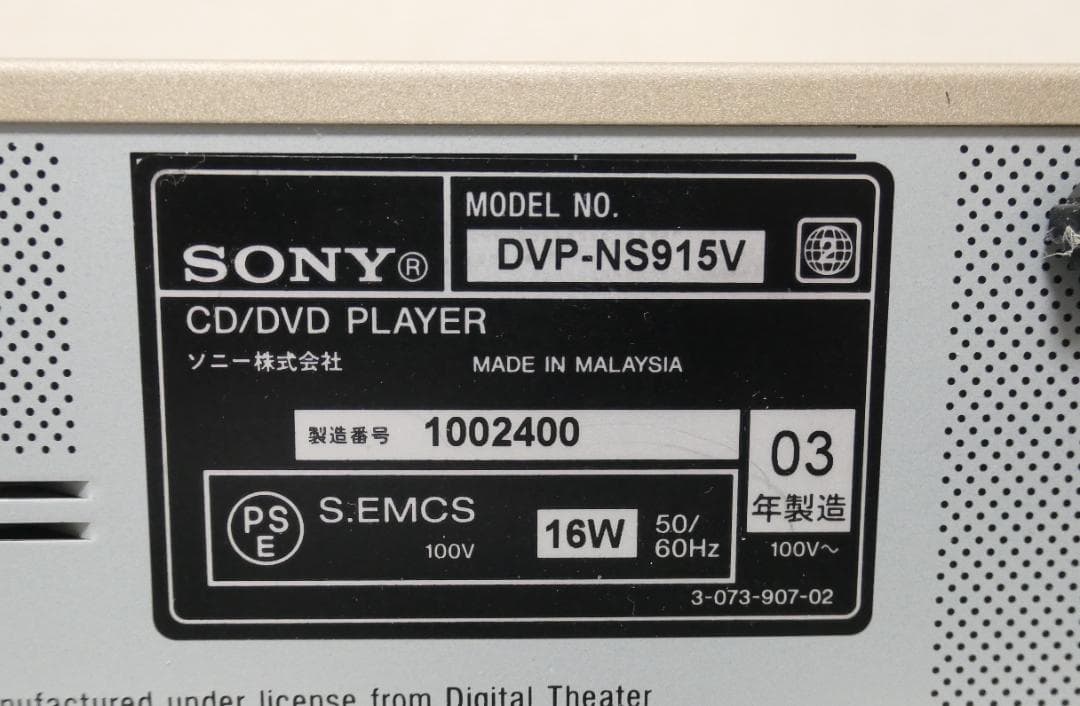 SONY®
MODEL NO.
DVP-NS915V
2
CD/DVD PLAYER
ソニー株式会社
MADE IN MALAYSIA
製造番号 1002400
03
年製造
PSE
S.EMCS
100V
16W
50/
60Hz
100V～
3-073-907-02
under license from Digital Theater